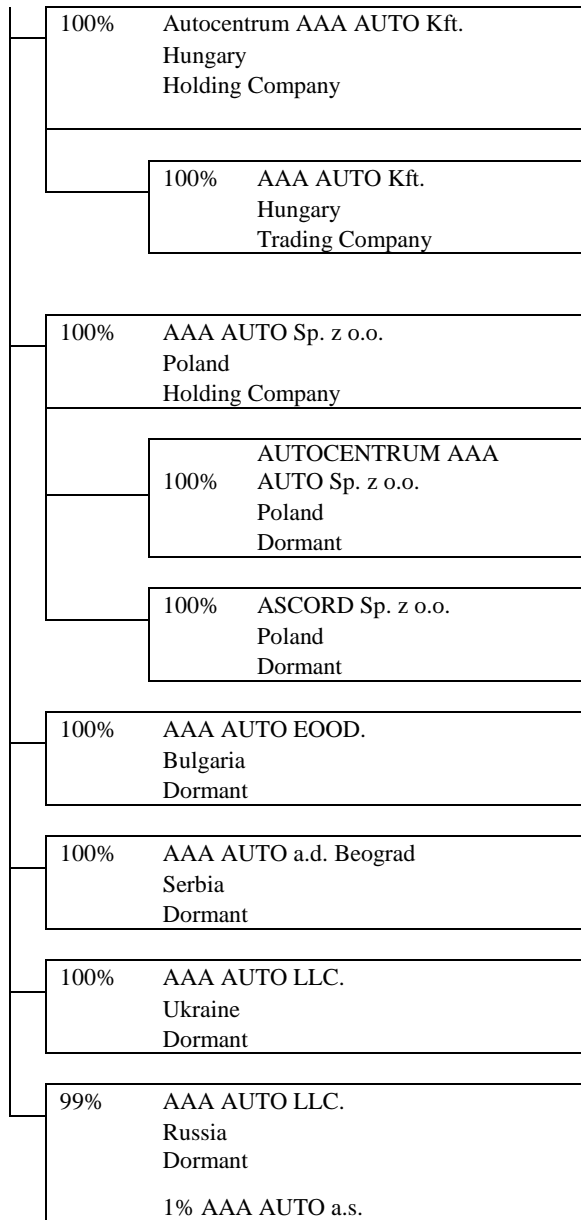 100% Autocentrum AAA AUTO Kft.
Hungary
Holding Company
100% AAA AUTO Kft.
Hungary
Trading Company
100% AAA AUTO Sp. z o.o.
Poland
Holding Company
AUTOCENTRUM AAA
100% AUTO Sp. z o.o.
Poland
Dormant
100% ASCORD Sp. z o.o.
Poland
Dormant
100% AAA AUTO EOOD.
Bulgaria
Dormant
100% AAA AUTO a.d. Beograd
Serbia
Dormant
100% AAA AUTO LLC.
Ukraine
Dormant
99% AAA AUTO LLC.
Russia
Dormant
1% AAA AUTO a.s.